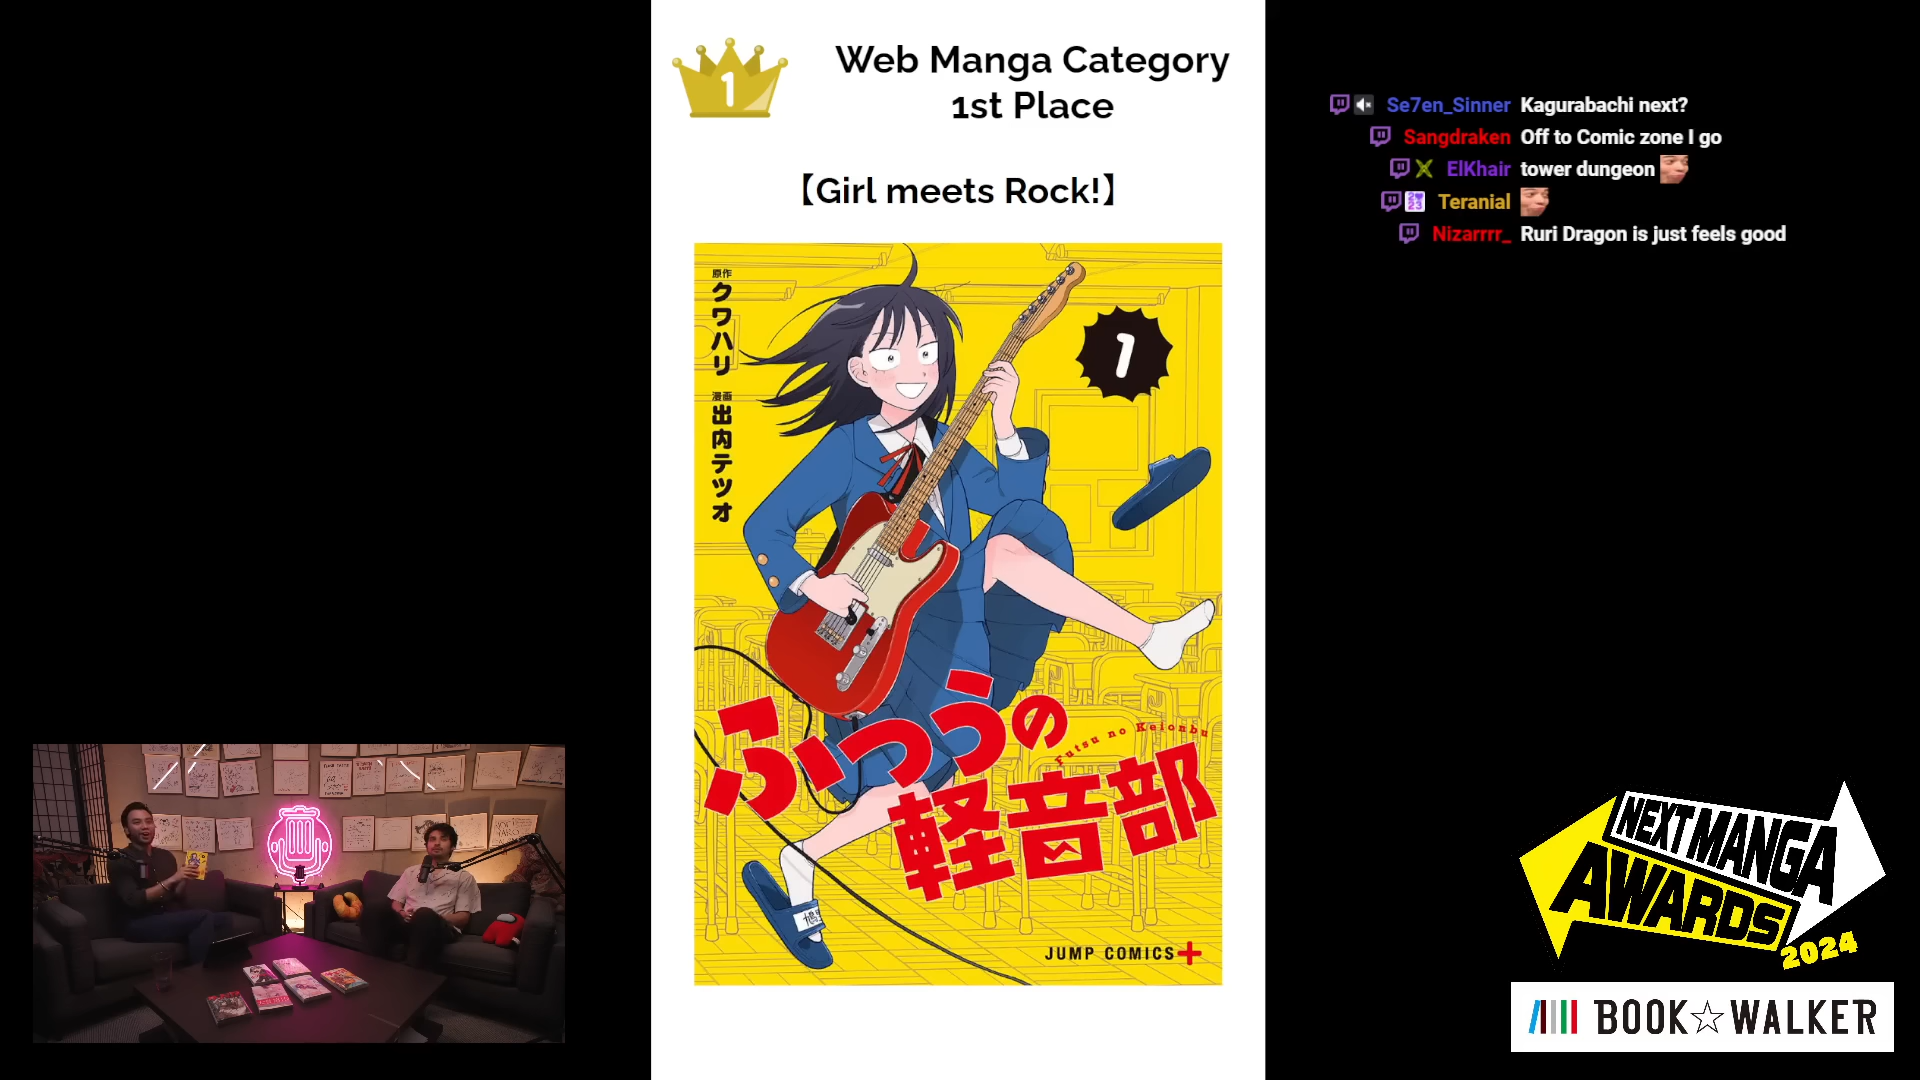 Web Manga Category
1st Place
【Girl meets Rock!】
1
原作
クワハリ
漫画
出内テツオ
1
ふつうの
軽音部
Futsu no Keionbu
JUMP COMICS+
Se7en_Sinner Kagurabachi next?
Sangdraken Off to Comic zone I go
ElKhair tower dungeon
Teranial
Nizarrrr_ Ruri Dragon is just feels good
NEXT MANGA
AWARDS
2024
BOOK☆WALKER